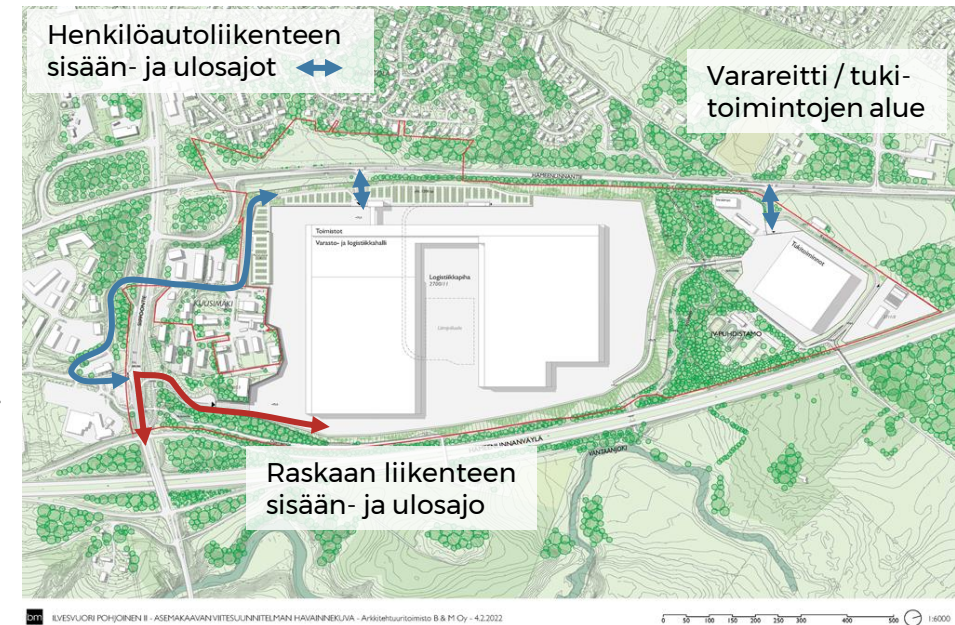 Henkilöautoliikenteen
sisään- ja ulosajot
Varareitti / tuki-
toimintojen alue
HÄMEENLINNANTIE
Toimistot
Varasto- ja logistiikkahalli
Logistiikkapiha
Tukitoiminnot
KUUSIMÄKI
JV-PUHDISTAMO
HÄMEENLINNANVÄYLÄ
VANTAANJOKI
Raskaan liikenteen
sisään- ja ulosajo
bm ILVESVUORI POHJOINEN II - ASEMAKAAVAN VIITESUUNNITELMAN HAVAINNEKUVA - Arkkitehtuuritoimisto B & M Oy - 4.2.2022
0 50 100 150 200 250 300 400 500 1:6000